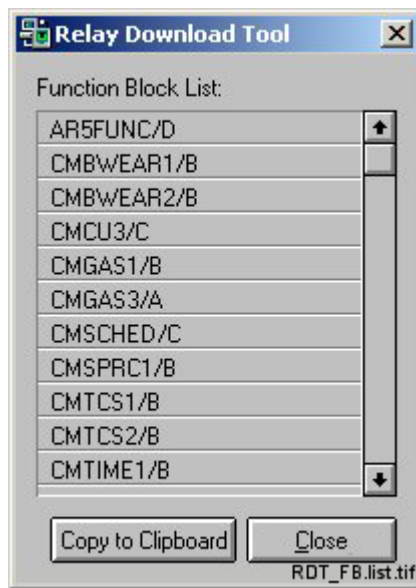 Relay Download Tool
Function Block List:
AR5FUNC/D
CMBWEAR1/B
CMBWEAR2/B
CMCU3/C
CMGAS1/B
CMGAS3/A
CMSCHED/C
CMSPRC1/B
CMTCS1/B
CMTCS2/B
CMTIME1/B
Copy to Clipboard Close
RDT_FB.list.tif